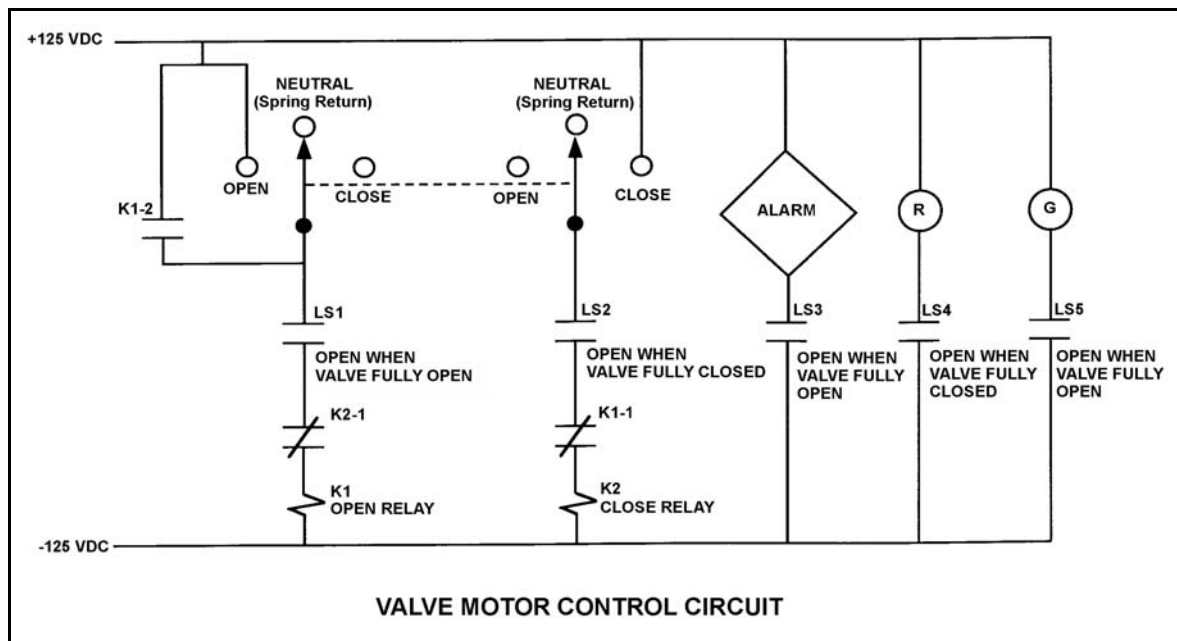 +125 VDC
NEUTRAL
(Spring Return)
NEUTRAL
(Spring Return)
OPEN
CLOSE
OPEN
CLOSE
K1-2
ALARM
R
G
LS1
OPEN WHEN
VALVE FULLY OPEN
LS2
OPEN WHEN
VALVE FULLY CLOSED
LS3
OPEN WHEN
VALVE FULLY
OPEN
LS4
OPEN WHEN
VALVE FULLY
CLOSED
LS5
OPEN WHEN
VALVE FULLY
OPEN
K2-1
K1-1
K1
OPEN RELAY
K2
CLOSE RELAY
-125 VDC
VALVE MOTOR CONTROL CIRCUIT